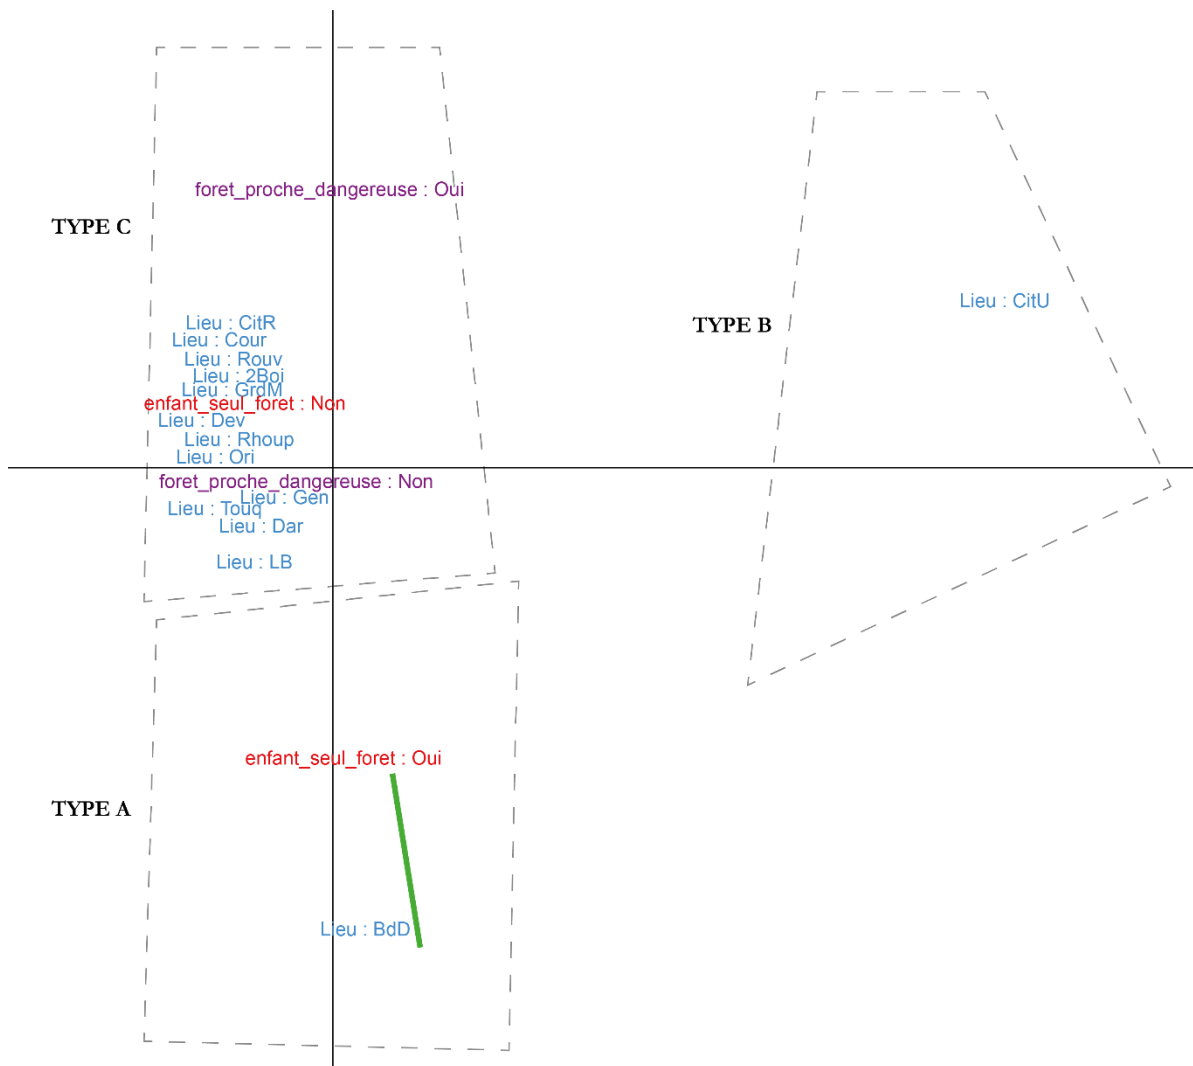 foret_proche_dangereuse : Oui
TYPE C
Lieu : CitU
Lieu : CitR
TYPE B
Lieu : Cour
Lieu : Rouv
Lieu : 2Boi
Lieu : GrdM
enfant_seul_foret : Non
Lieu : Dev
Lieu : Rhoup
Lieu : Ori
foret_proche_dangereuse : Non
Lieu : Gen
Lieu : Touq
Lieu : Dar
Lieu : LB
enfant_seul_foret : Oui
TYPE A
Lieu : BdD